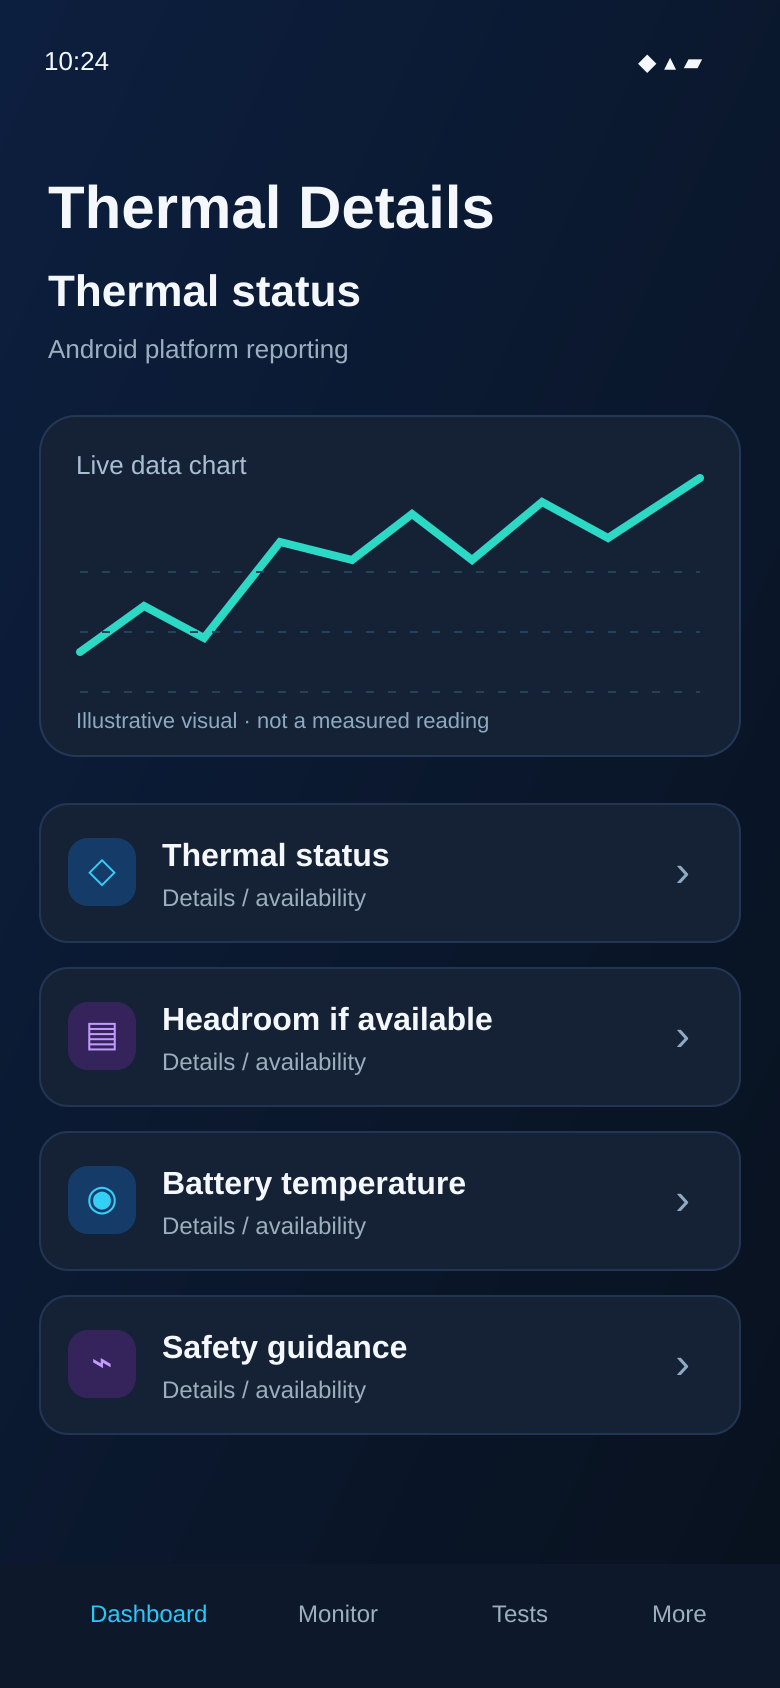 10:24
Thermal Details
Thermal status
Android platform reporting
Live data chart
Illustrative visual · not a measured reading
Thermal status
Details / availability
Headroom if available
Details / availability
Battery temperature
Details / availability
Safety guidance
Details / availability
Dashboard Monitor Tests More